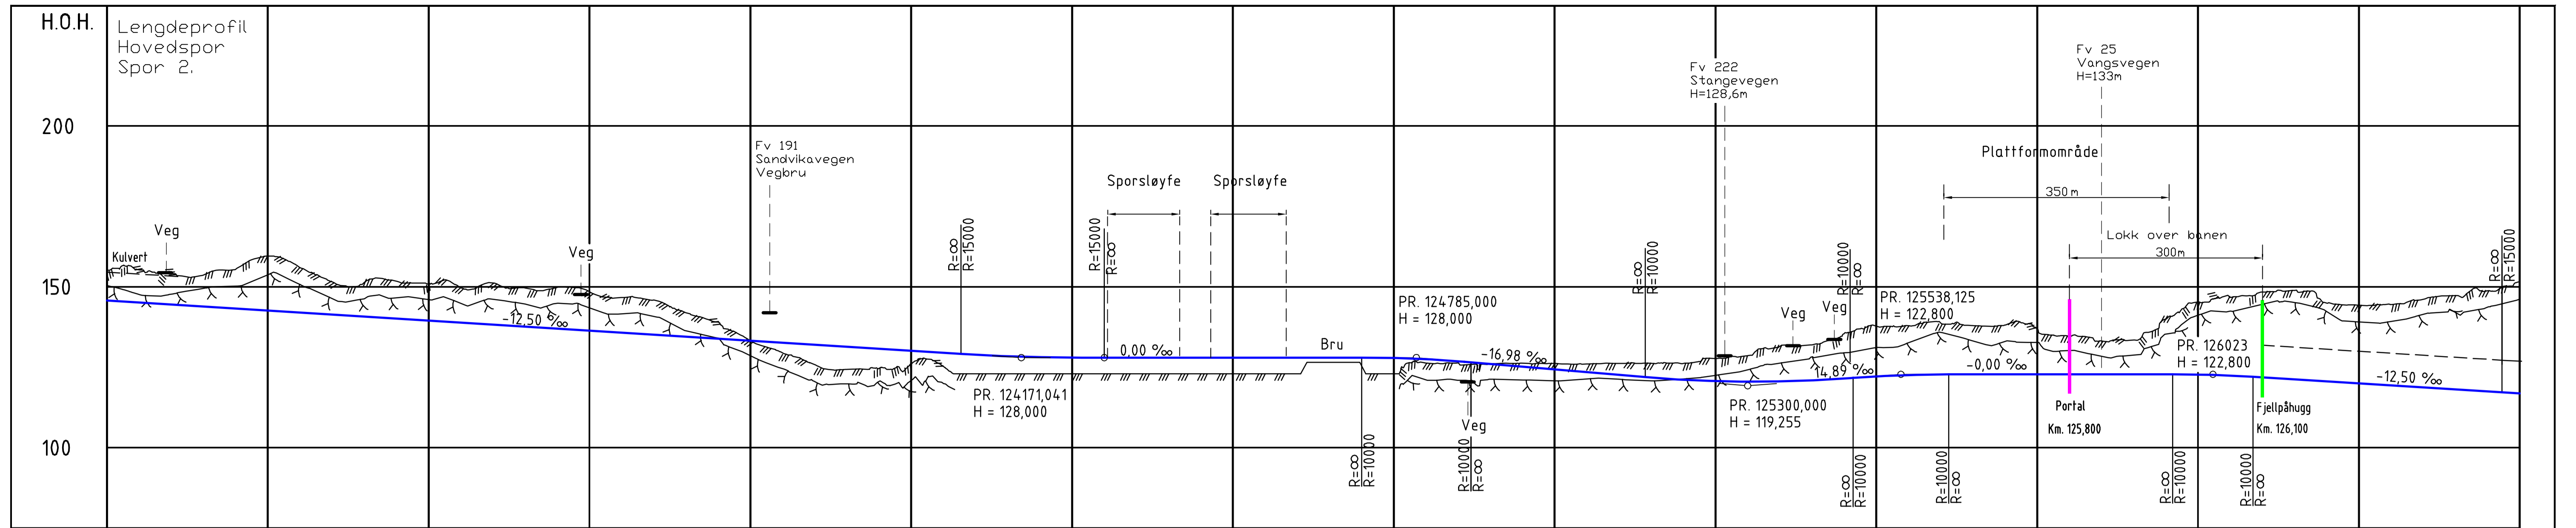 H.O.H.
Lengdeprofil
Hovedspor
Spor 2.
200
150
100
Kulvert
Veg
-12,50 ‰
Veg
Fv 191
Sandvikavegen
Vegbru
R=∞
R=15000
PR. 124171,041
H = 128,000
R=15000
R=∞
Sporsløyfe
Sporsløyfe
0,00 ‰
Bru
R=∞
R=10000
PR. 124785,000
H = 128,000
Veg
R=10000
R=∞
-16,98 ‰
R=∞
R=10000
Fv 222
Stangevegen
H=128,6m
PR. 125300,000
H = 119,255
Veg
Veg
14,89 ‰
R=10000
R=∞
R=∞
R=10000
PR. 125538,125
H = 122,800
R=10000
R=∞
-0,00 ‰
Plattformområde
350 m
Fv 25
Vangsvegen
H=133m
Lokk over banen
300m
Portal
Km. 125,800
PR. 126023
H = 122,800
R=∞
R=10000
R=10000
R=∞
Fjellpåhugg
Km. 126,100
-12,50 ‰
R=∞
R=15000